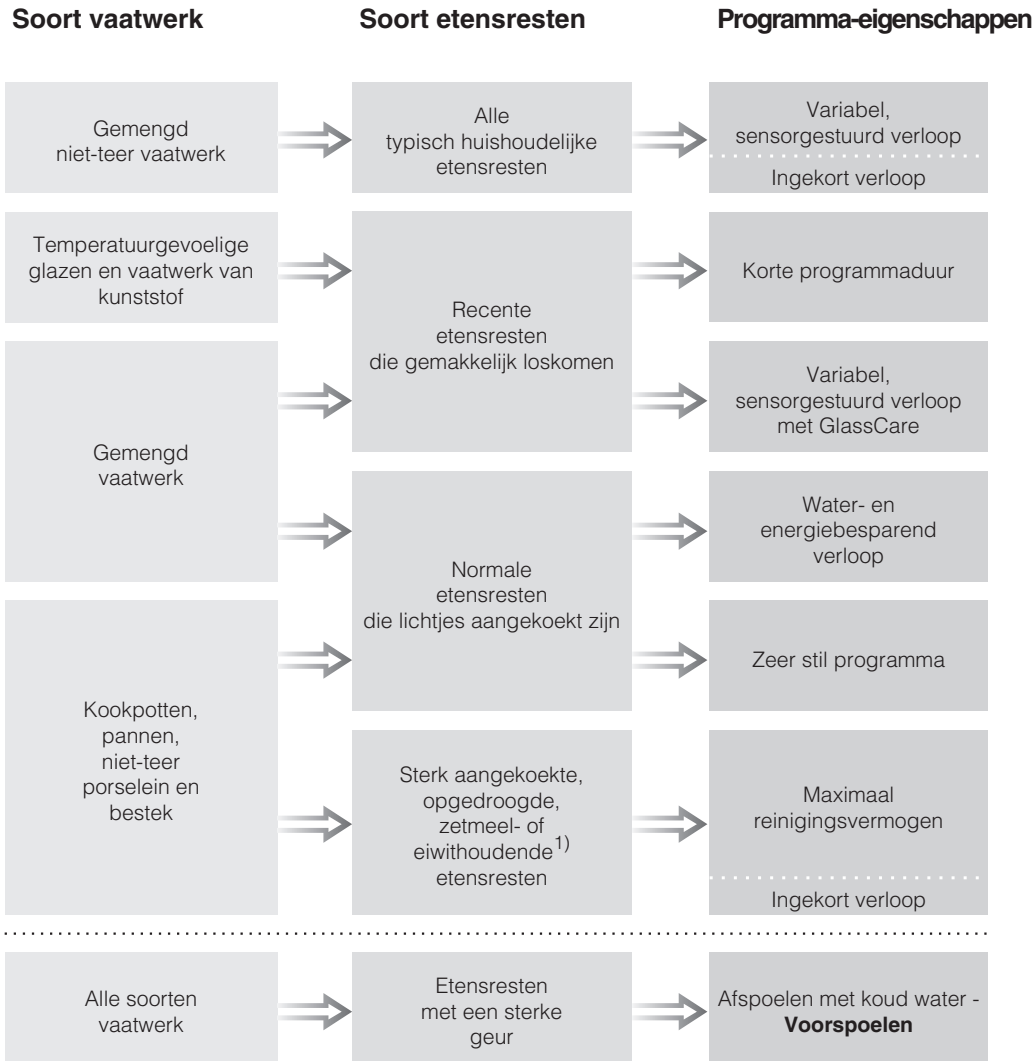 Soort vaatwerk
Soort etensresten
Programma-eigenschappen
Gemengd
niet-teer vaatwerk
Alle
typisch huishoudelijke
etensresten
Variabel,
sensorgestuurd verloop
Ingekort verloop
Temperatuurgevoelige
glazen en vaatwerk van
kunststof
Recente
etensresten
die gemakkelijk loskomen
Korte programmaduur
Gemengd
vaatwerk
Variabel,
sensorgestuurd verloop
met GlassCare
Normale
etensresten
die lichtjes aangekoekt zijn
Water- en
energiebesparend
verloop
Kookpotten,
pannen,
niet-teer
porselein en
bestek
Zeer stil programma
Sterk aangekoekte,
opgedroogde,
zetmeel- of
eiwithoudende1)
etensresten
Maximaal
reinigingsvermogen
Ingekort verloop
Alle soorten
vaatwerk
Etensresten
met een sterke
geur
Afspoelen met koud water -
Voorspoelen